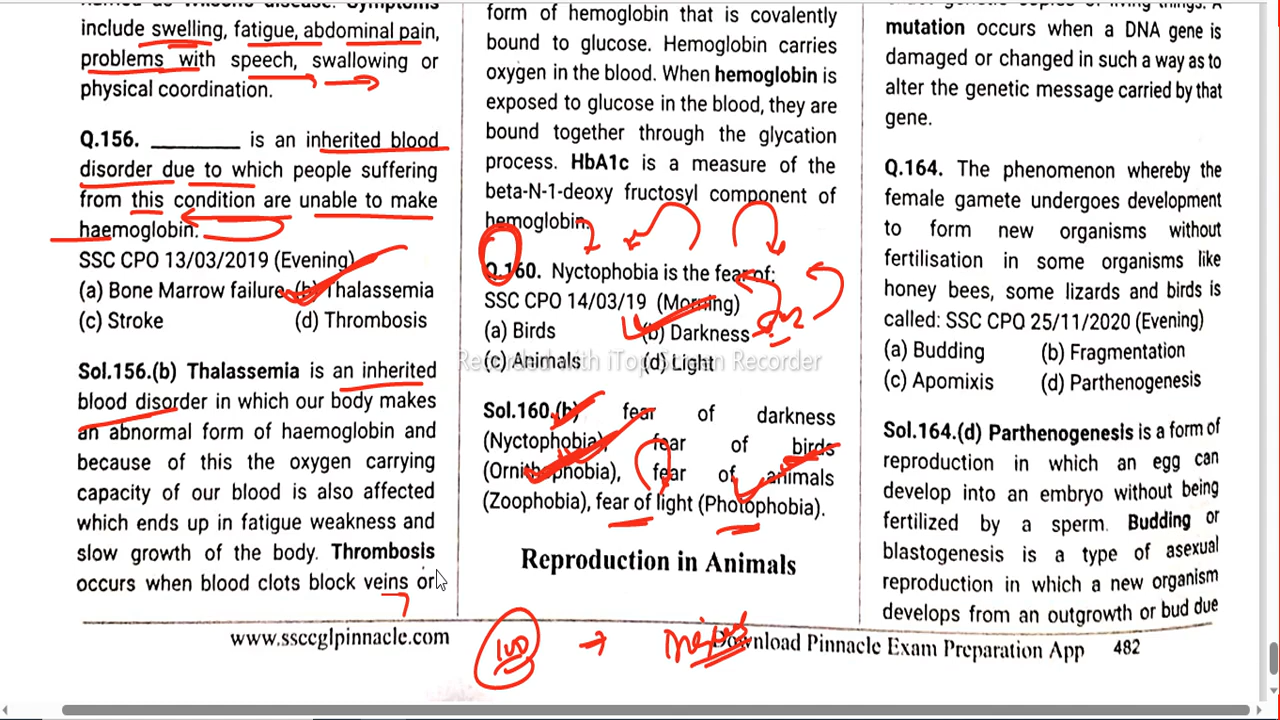 named as Wilson's disease. Symptoms
include swelling, fatigue, abdominal pain,
problems with speech, swallowing or
physical coordination.
Q.156. ________ is an inherited blood
disorder due to which people suffering
from this condition are unable to make
haemoglobin.
SSC CPO 13/03/2019 (Evening)
(a) Bone Marrow failure (b) Thalassemia
(c) Stroke (d) Thrombosis
Sol.156.(b) Thalassemia is an inherited
blood disorder in which our body makes
an abnormal form of haemoglobin and
because of this the oxygen carrying
capacity of our blood is also affected
which ends up in fatigue weakness and
slow growth of the body. Thrombosis
occurs when blood clots block veins or
form of hemoglobin that is covalently
bound to glucose. Hemoglobin carries
oxygen in the blood. When hemoglobin is
exposed to glucose in the blood, they are
bound together through the glycation
process. HbA1c is a measure of the
beta-N-1-deoxy fructosyl component of
hemoglobin.
Q.160. Nyctophobia is the fear of:
SSC CPO 14/03/19 (Morning)
(a) Birds (b) Darkness
(c) Animals (d) Light
Recorded with iTop Screen Recorder
Sol.160.(b) fear of darkness
(Nyctophobia), fear of birds
(Ornithophobia), fear of animals
(Zoophobia), fear of light (Photophobia).
Reproduction in Animals
mutation occurs when a DNA gene is
damaged or changed in such a way as to
alter the genetic message carried by that
gene.
Q.164. The phenomenon whereby the
female gamete undergoes development
to form new organisms without
fertilisation in some organisms like
honey bees, some lizards and birds is
called: SSC CPO 25/11/2020 (Evening)
(a) Budding (b) Fragmentation
(c) Apomixis (d) Parthenogenesis
Sol.164.(d) Parthenogenesis is a form of
reproduction in which an egg can
develop into an embryo without being
fertilized by a sperm. Budding or
blastogenesis is a type of asexual
reproduction in which a new organism
develops from an outgrowth or bud due
www.ssccglpinnacle.com
Download Pinnacle Exam Preparation App 482